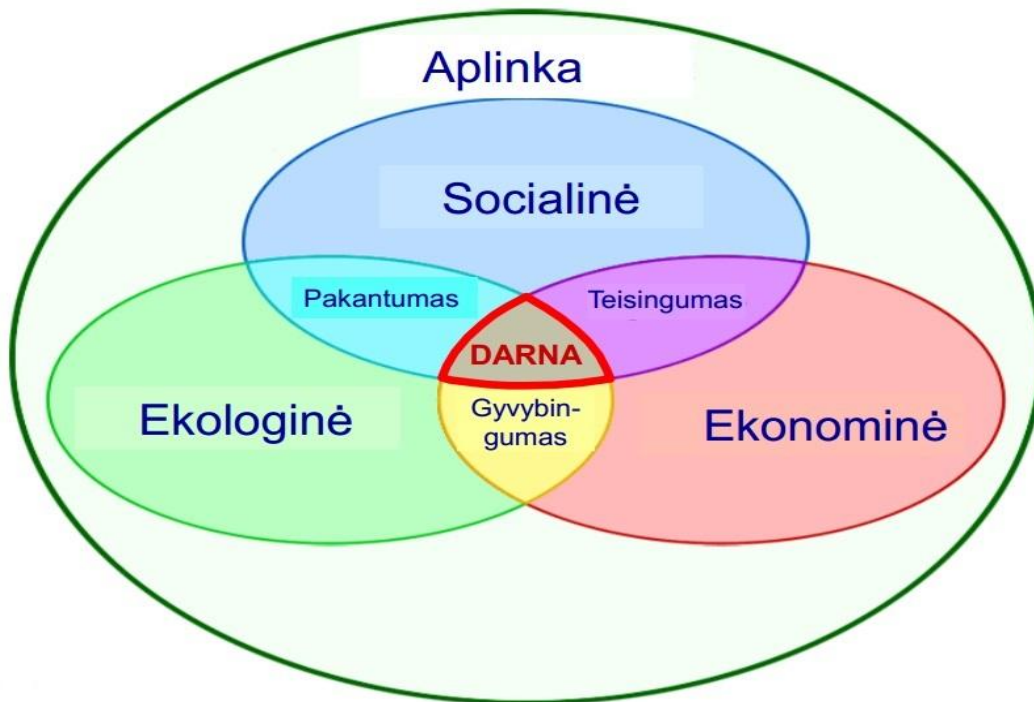 Aplinka
Socialinė
Pakantumas
Teisingumas
DARNA
Ekologinė
Gyvybin-
gumas
Ekonominė